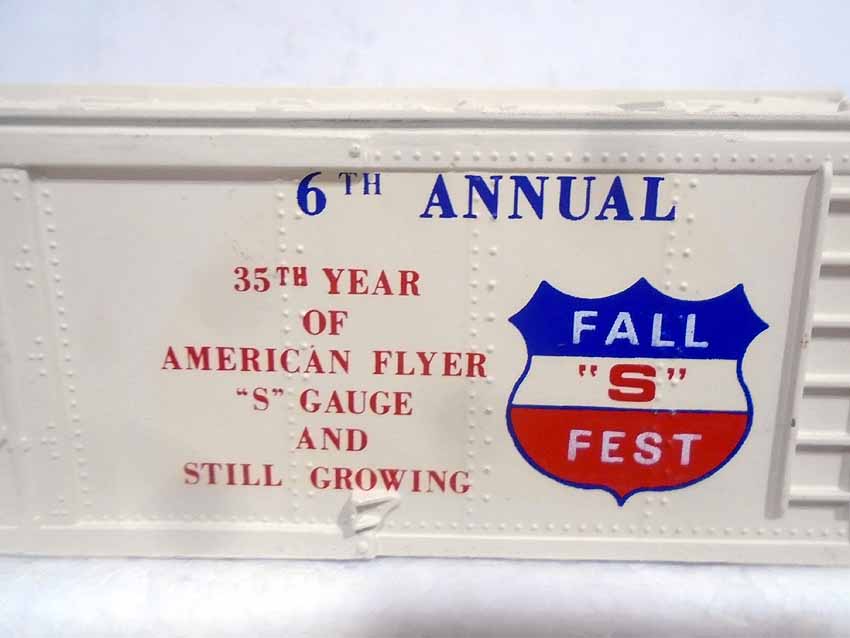 6TH ANNUAL
35TH YEAR
OF
AMERICAN FLYER
"S" GAUGE
AND
STILL GROWING
FALL
"S"
FEST